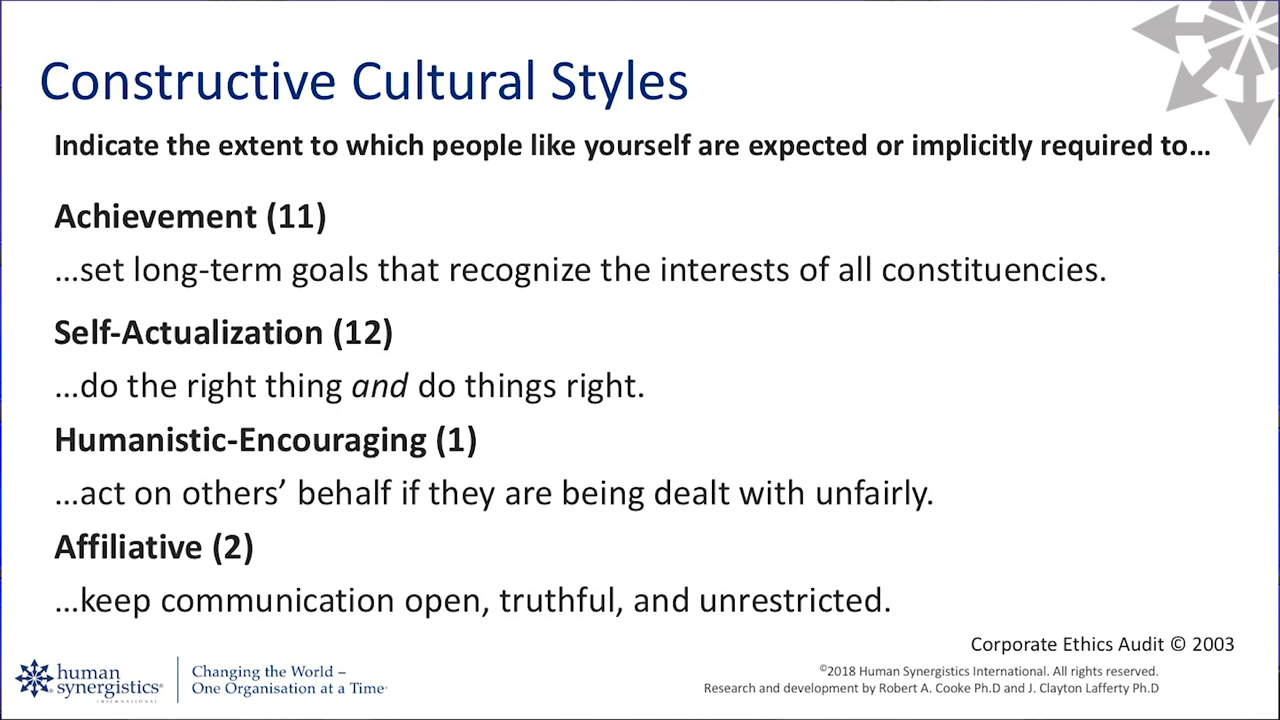 Constructive Cultural Styles
Indicate the extent to which people like yourself are expected or implicitly required to...
Achievement (11)
...set long-term goals that recognize the interests of all constituencies.
Self-Actualization (12)
...do the right thing and do things right.
Humanistic-Encouraging (1)
...act on others’ behalf if they are being dealt with unfairly.
Affiliative (2)
...keep communication open, truthful, and unrestricted.
Corporate Ethics Audit © 2003
human
synergistics®
INTERNATIONAL
Changing the World –
One Organisation at a Time
©2018 Human Synergistics International. All rights reserved.
Research and development by Robert A. Cooke Ph.D and J. Clayton Lafferty Ph.D